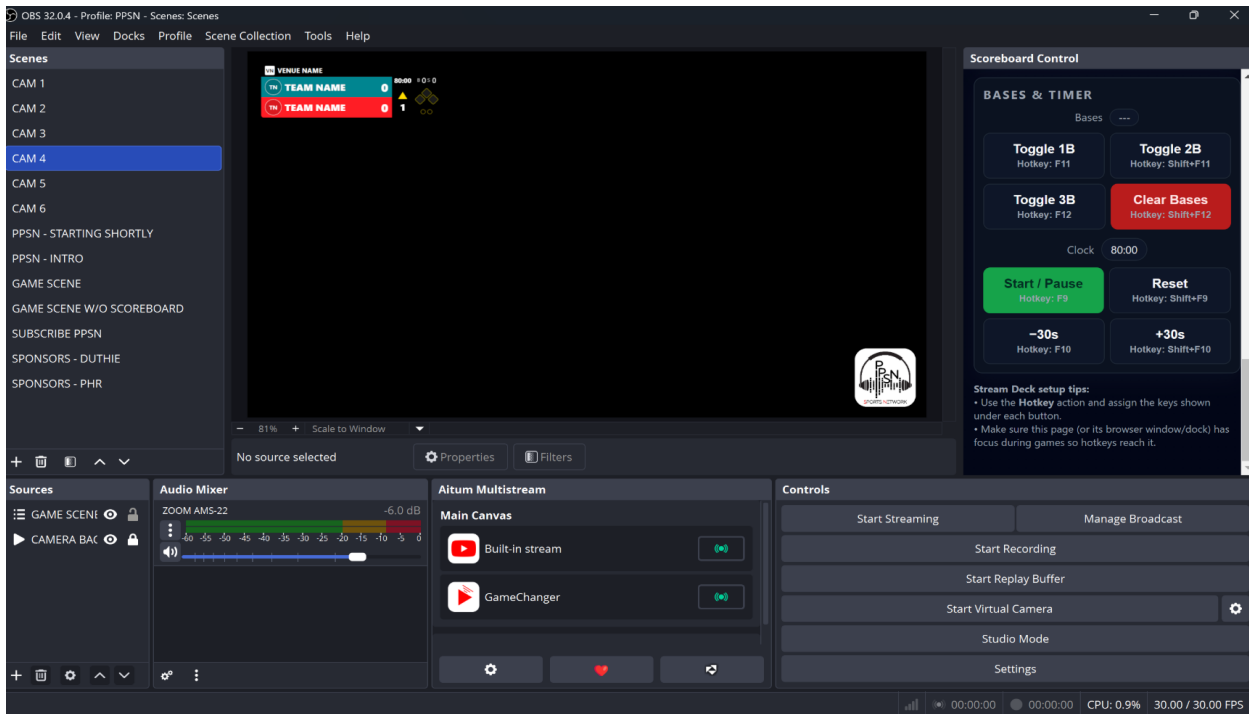 OBS 32.0.4 - Profile: PPSN - Scenes: Scenes
File Edit View Docks Profile Scene Collection Tools Help
Scenes
CAM 1
CAM 2
CAM 3
CAM 4
CAM 5
CAM 6
PPSN - STARTING SHORTLY
PPSN - INTRO
GAME SCENE
GAME SCENE W/O SCOREBOARD
SUBSCRIBE PPSN
SPONSORS - DUTHIE
SPONSORS - PHR
VN VENUE NAME
TN TEAM NAME 0 80:00 B 0 S 0
TN TEAM NAME 0 1
PPSN
SPORTS NETWORK
81% Scale to Window
No source selected Properties Filters
Scoreboard Control
BASES & TIMER
Bases ---
Toggle 1B
Hotkey: F11
Toggle 2B
Hotkey: Shift+F11
Toggle 3B
Hotkey: F12
Clear Bases
Hotkey: Shift+F12
Clock 80:00
Start / Pause
Hotkey: F9
Reset
Hotkey: Shift+F9
−30s
Hotkey: F10
+30s
Hotkey: Shift+F10
Stream Deck setup tips:
• Use the Hotkey action and assign the keys shown
under each button.
• Make sure this page (or its browser window/dock) has
focus during games so hotkeys reach it.
Sources
GAME SCENE
CAMERA BAC
Audio Mixer
ZOOM AMS-22 -6.0 dB
-60 -55 -50 -45 -40 -35 -30 -25 -20 -15 -10 -5 0
Aitum Multistream
Main Canvas
Built-in stream
GameChanger
Controls
Start Streaming Manage Broadcast
Start Recording
Start Replay Buffer
Start Virtual Camera
Studio Mode
Settings
00:00:00 00:00:00 CPU: 0.9% 30.00 / 30.00 FPS